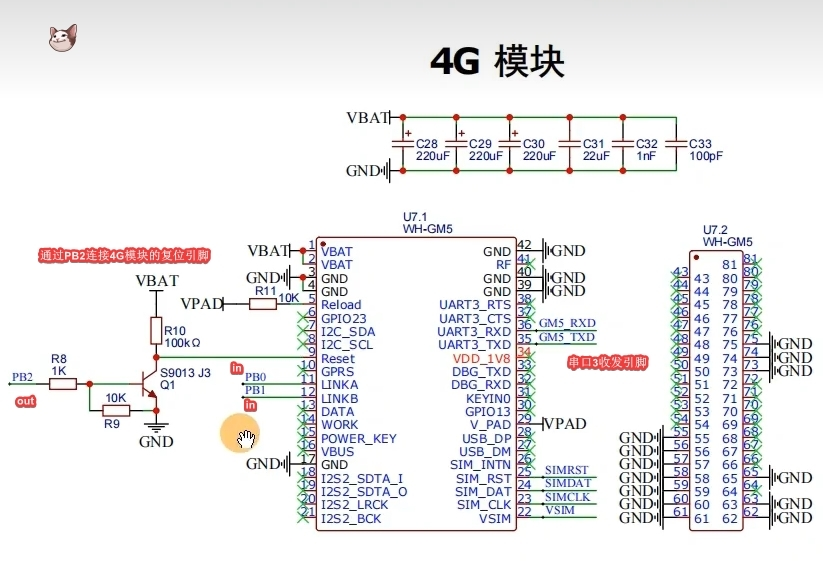 4G 模块
VBAT
C28
220uF
C29
220uF
C30
220uF
C31
22uF
C32
1nF
C33
100pF
GND
通过PB2连接4G模块的复位引脚
VBAT
R10
100kΩ
PB2
R8
1K
out
S9013 J3
Q1
10K
R9
GND
U7.1
WH-GM5
VBAT 1 VBAT
2 VBAT
GND 3 GND
4 GND
VPAD R11 10K 5 Reload
6 GPIO23
7 I2C_SDA
8 I2C_SCL
9 Reset
in
10 GPRS
PB0 11 LINKA
PB1 12 LINKB
in
13 DATA
14 WORK
15 POWER_KEY
16 VBUS
GND 17 GND
18 I2S2_SDTA_I
19 I2S2_SDTA_O
20 I2S2_LRCK
21 I2S2_BCK
GND 42 GND
RF 41
GND 40 GND
GND 39 GND
UART3_RTS 38
UART3_CTS 37
UART3_RXD 36 GM5_RXD
UART3_TXD 35 GM5_TXD
串口3收发引脚
VDD_1V8 34
DBG_TXD 33
DBG_RXD 32
KEYIN0 31
GPIO13 30
V_PAD 29 VPAD
USB_DP 28
USB_DM 27
SIM_INTN 26
SIM_RST 25 SIMRST
SIM_DAT 24 SIMDAT
SIM_CLK 23 SIMCLK
VSIM 22 VSIM
U7.2
WH-GM5
81 81
43 43 80 80
44 44 79 79
45 45 78 78
46 46 77 77
47 47 76 76
48 48 75 75 GND
49 49 74 74 GND
50 50 73 73 GND
51 51 72 72
52 52 71 71
53 53 70 70
54 54 69 69
GND 55 55 68 68
GND 56 56 67 67
GND 57 57 66 66
GND 58 58 65 65 GND
GND 59 59 64 64
GND 60 60 63 63 GND
GND 61 61 62 62 GND